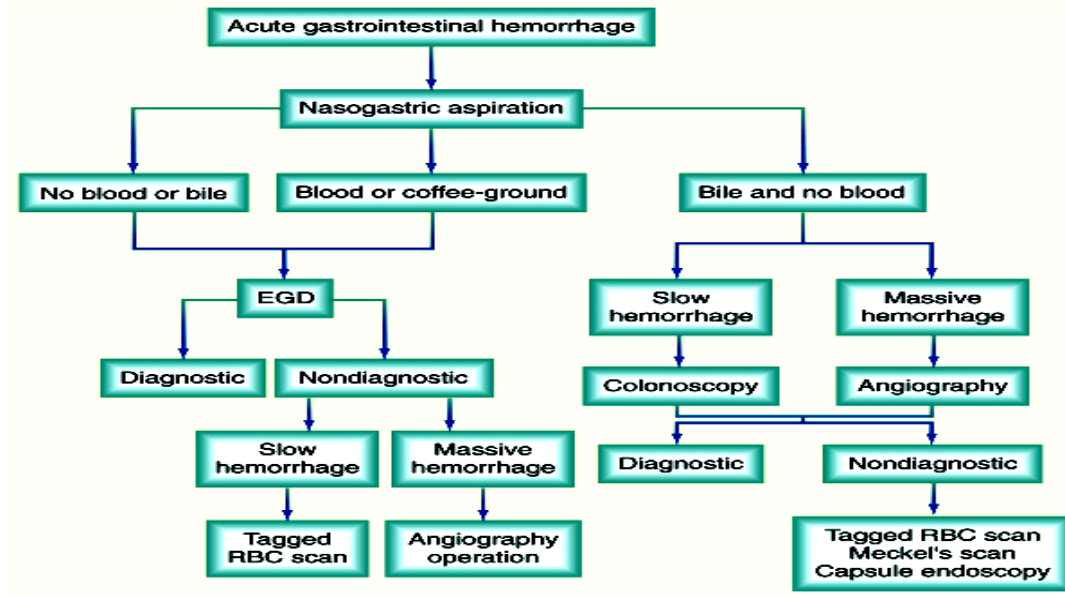 Acute gastrointestinal hemorrhage
Nasogastric aspiration
No blood or bile
Blood or coffee-ground
Bile and no blood
EGD
Slow
hemorrhage
Massive
hemorrhage
Diagnostic
Nondiagnostic
Colonoscopy
Angiography
Slow
hemorrhage
Massive
hemorrhage
Diagnostic
Nondiagnostic
Tagged
RBC scan
Angiography
operation
Tagged RBC scan
Meckel's scan
Capsule endoscopy